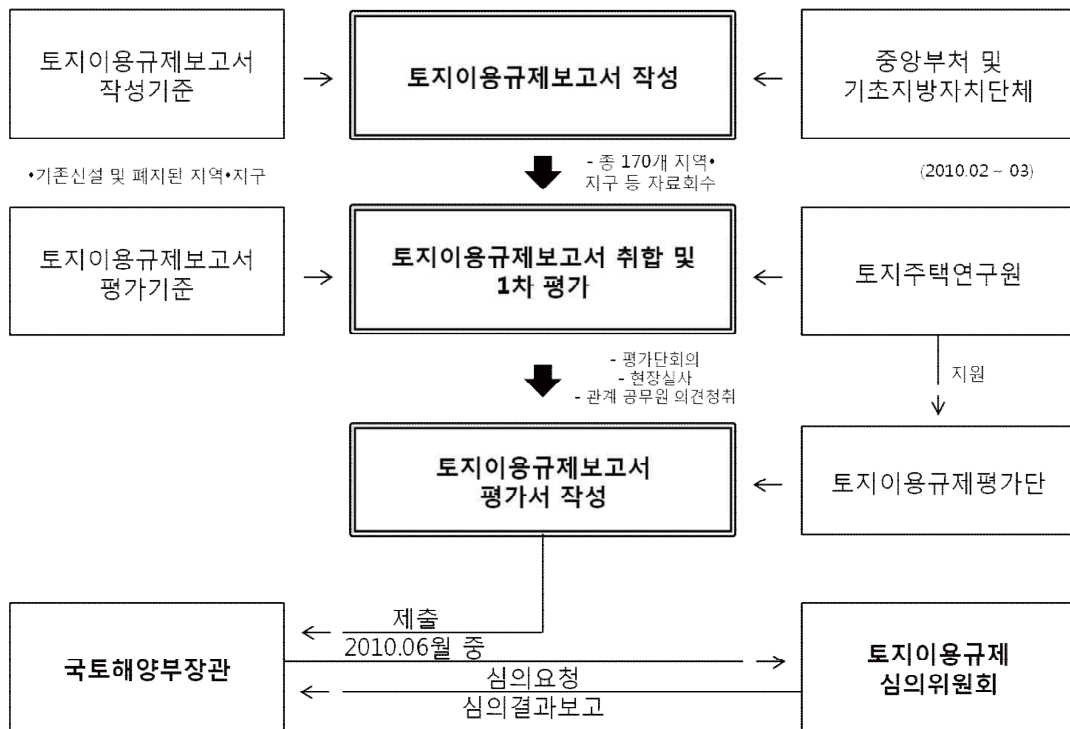 토지이용규제보고서
작성기준
토지이용규제보고서 작성
중앙부처 및
기초지방자치단체
•기존신설 및 폐지된 지역•지구
- 총 170개 지역•
지구 등 자료회수
(2010.02 ~ 03)
토지이용규제보고서
평가기준
토지이용규제보고서 취합 및
1차 평가
토지주택연구원
- 평가단회의
- 현장실사
- 관계 공무원 의견청취
지원
토지이용규제보고서
평가서 작성
토지이용규제평가단
국토해양부장관
제출
2010.06월 중
심의요청
심의결과보고
토지이용규제
심의위원회